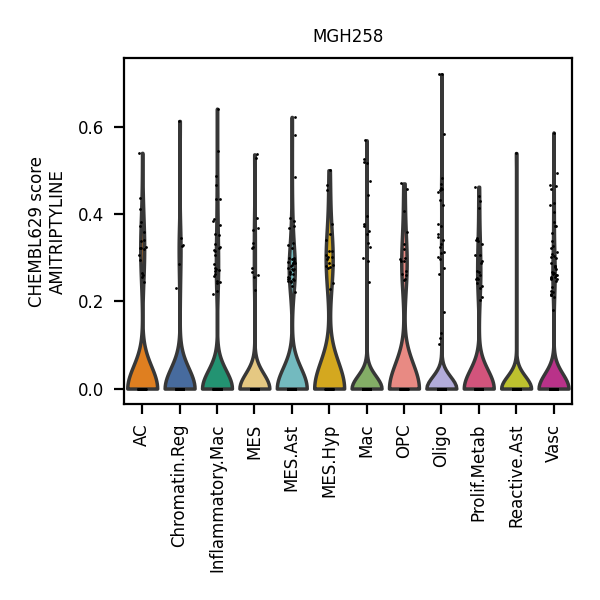 MGH258
CHEMBL629 score
AMITRIPTYLINE
0.6
0.4
0.2
0.0
AC
Chromatin.Reg
Inflammatory.Mac
MES
MES.Ast
MES.Hyp
Mac
OPC
Oligo
Prolif.Metab
Reactive.Ast
Vasc